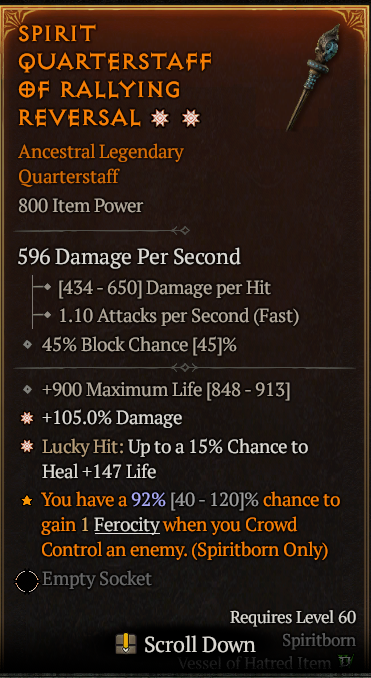 SPIRIT
QUARTERSTAFF
OF RALLYING
REVERSAL
Ancestral Legendary
Quarterstaff
800 Item Power
596 Damage Per Second
[434 - 650] Damage per Hit
1.10 Attacks per Second (Fast)
45% Block Chance [45]%
+900 Maximum Life [848 - 913]
+105.0% Damage
Lucky Hit: Up to a 15% Chance to
Heal +147 Life
You have a 92% [40 - 120]% chance to
gain 1 Ferocity when you Crowd
Control an enemy. (Spiritborn Only)
Empty Socket
Requires Level 60
Scroll Down
Spiritborn
Vessel of Hatred Item